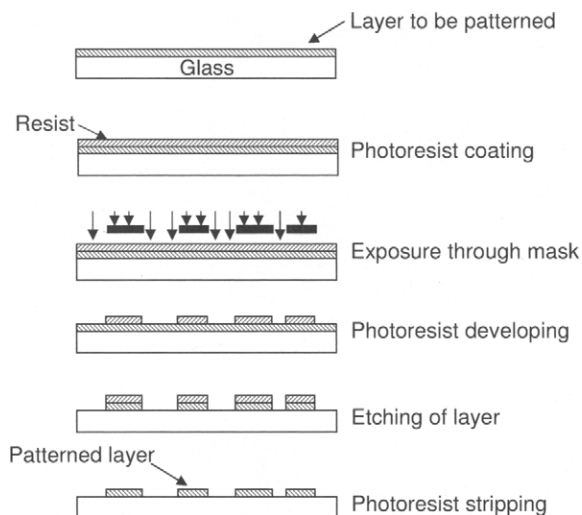 Layer to be patterned
Glass
Resist
Photoresist coating
Exposure through mask
Photoresist developing
Etching of layer
Patterned layer
Photoresist stripping